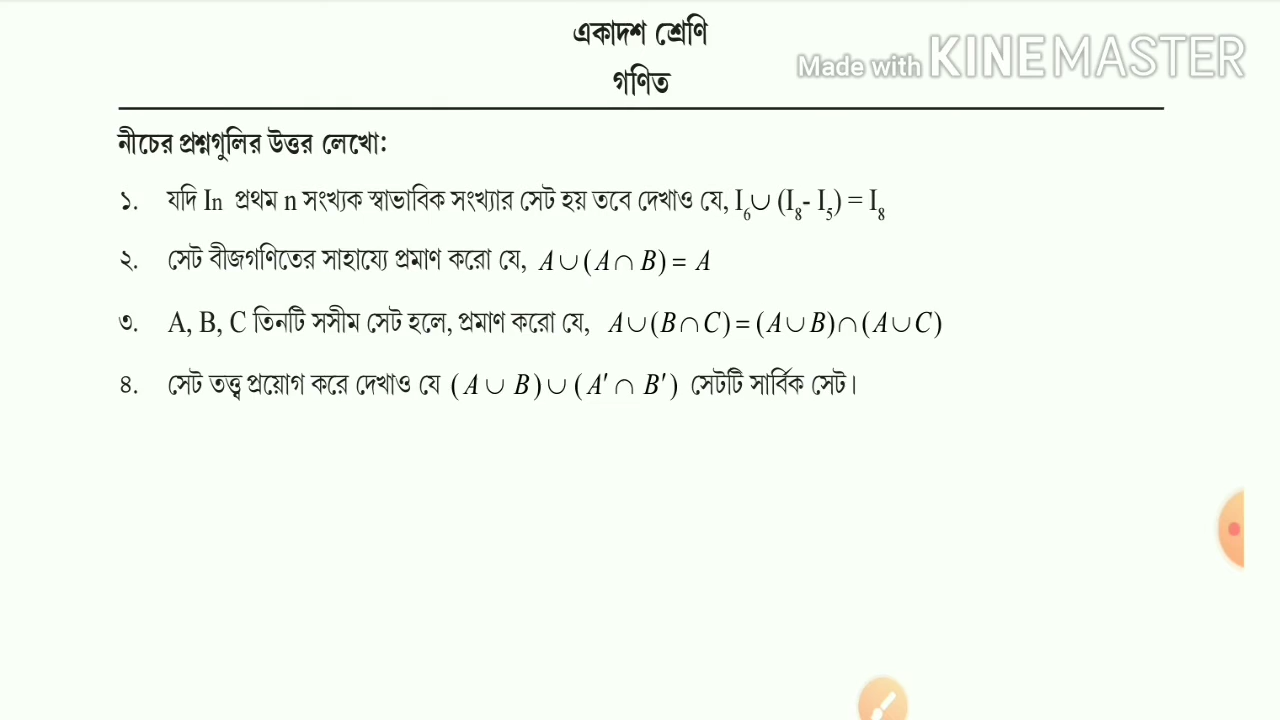 একাদশ শ্রেণি
Made with KINEMASTER
গণিত
নীচের প্রশ্নগুলির উত্তর লেখো:
১. যদি In প্রথম n সংখ্যক স্বাভাবিক সংখ্যার সেট হয় তবে দেখাও যে, I₆∪ (I₈- I₅) = I₈
২. সেট বীজগণিতের সাহায্যে প্রমাণ করো যে, A∪(A∩ B) = A
৩. A, B, C তিনটি সসীম সেট হলে, প্রমাণ করো যে, A∪(B∩C)=(A∪B)∩(A∪C)
৪. সেট তত্ত্ব প্রয়োগ করে দেখাও যে (A∪ B)∪(A′∩ B′) সেটটি সার্বিক সেট।